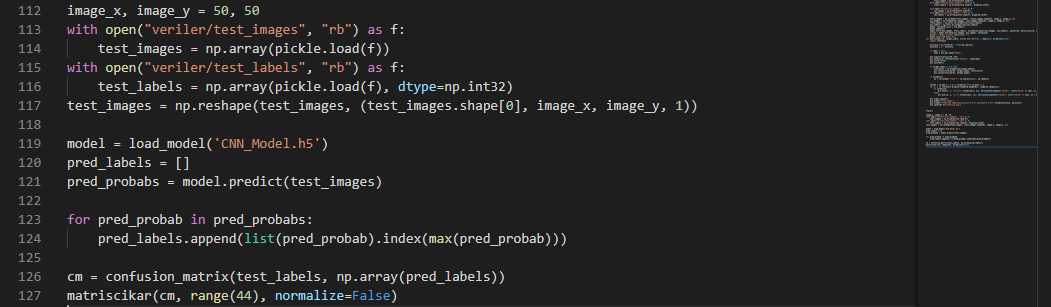 112 image_x, image_y = 50, 50
113 with open("veriler/test_images", "rb") as f:
114     test_images = np.array(pickle.load(f))
115 with open("veriler/test_labels", "rb") as f:
116     test_labels = np.array(pickle.load(f), dtype=np.int32)
117 test_images = np.reshape(test_images, (test_images.shape[0], image_x, image_y, 1))
118
119 model = load_model('CNN_Model.h5')
120 pred_labels = []
121 pred_probabs = model.predict(test_images)
122
123 for pred_probab in pred_probabs:
124     pred_labels.append(list(pred_probab).index(max(pred_probab)))
125
126 cm = confusion_matrix(test_labels, np.array(pred_labels))
127 matriscikar(cm, range(44), normalize=False)